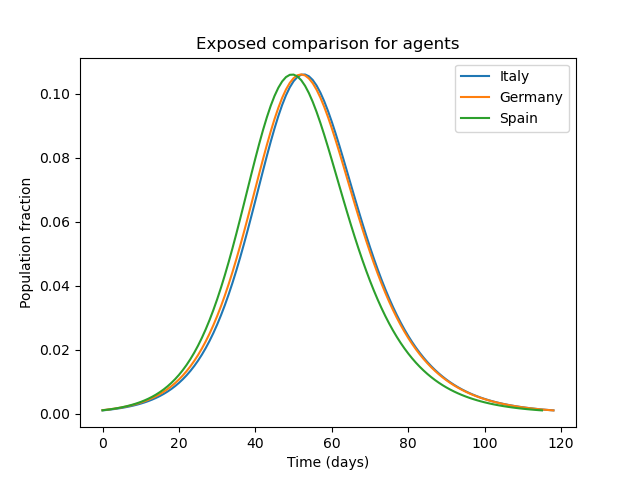 Exposed comparison for agents
Italy
Germany
Spain
0.10
0.08
0.06
0.04
0.02
0.00
Population fraction
0 20 40 60 80 100 120
Time (days)